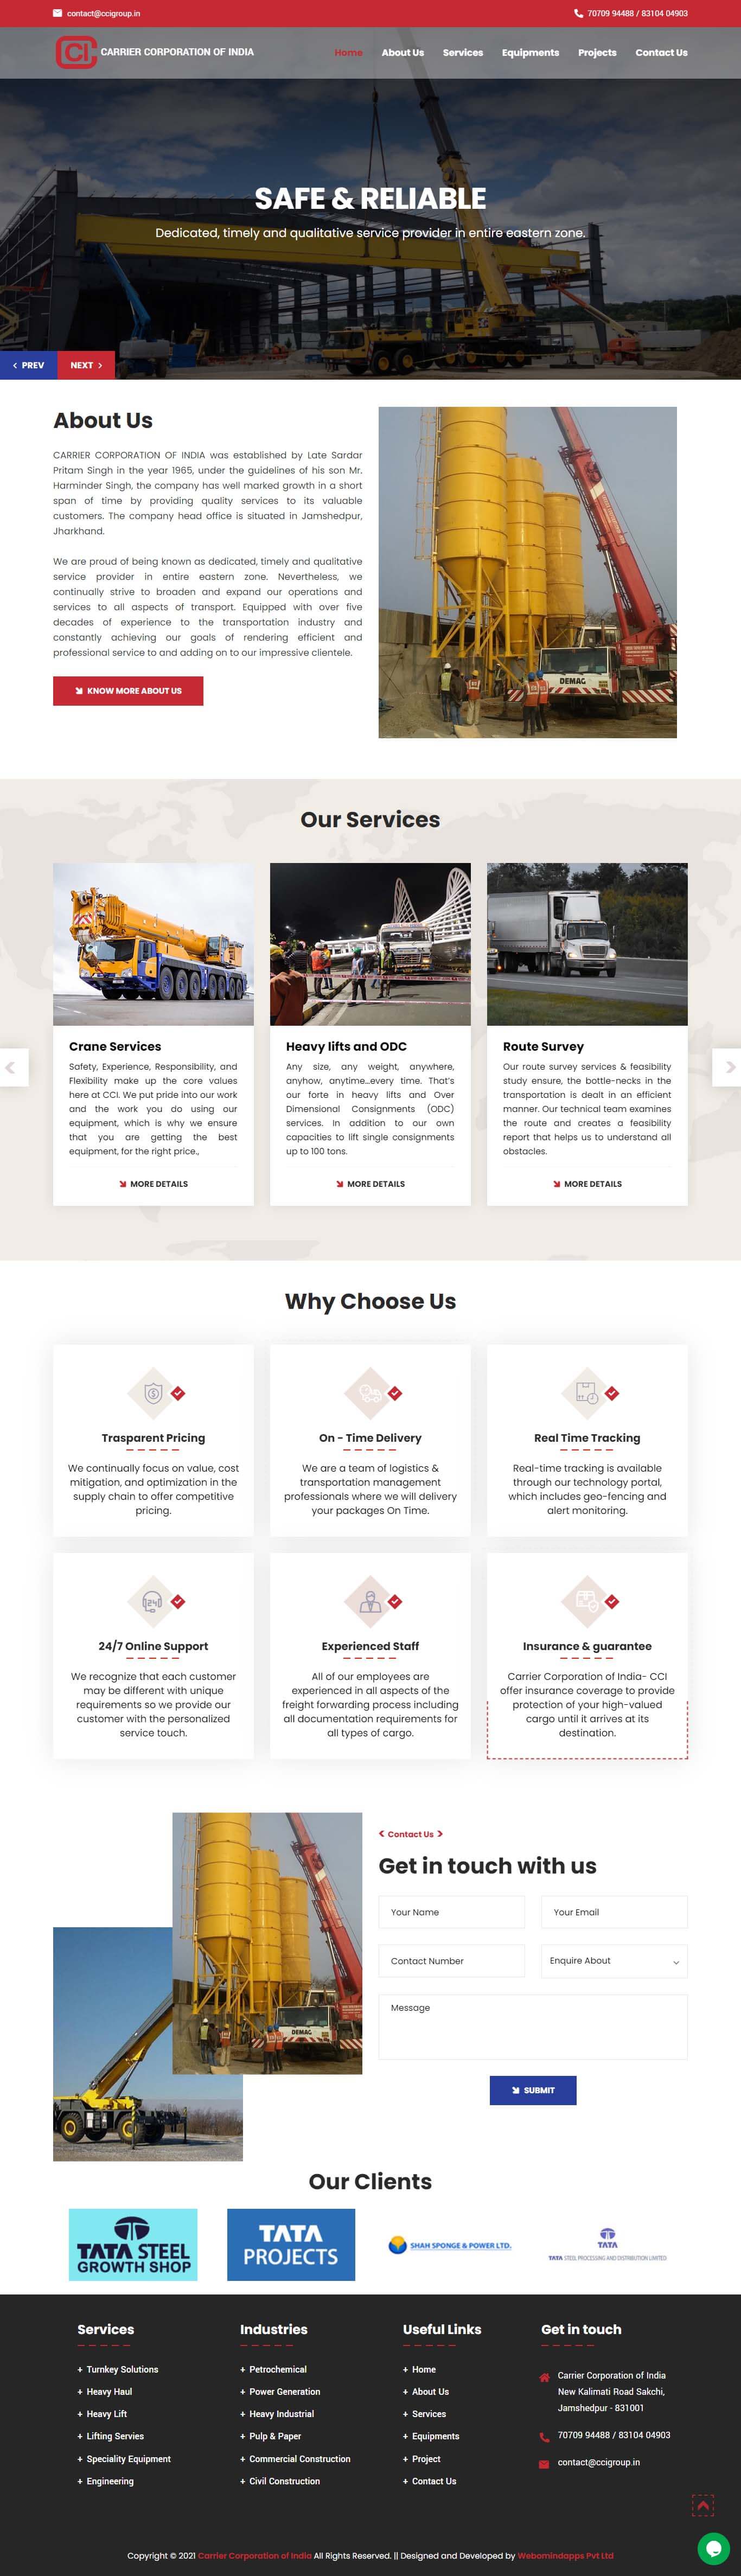 contact@ccigroup.in
70709 94488 / 83104 04903
CCI CARRIER CORPORATION OF INDIA
Home About Us Services Equipments Projects Contact Us
SAFE & RELIABLE
Dedicated, timely and qualitative service provider in entire eastern zone.
< PREV NEXT >
About Us
CARRIER CORPORATION OF INDIA was established by Late Sardar
Pritam Singh in the year 1965, under the guidelines of his son Mr.
Harminder Singh, the company has well marked growth in a short
span of time by providing quality services to its valuable
customers. The company head office is situated in Jamshedpur,
Jharkhand.
We are proud of being known as dedicated, timely and qualitative
service provider in entire eastern zone. Nevertheless, we
continually strive to broaden and expand our operations and
services to all aspects of transport. Equipped with over five
decades of experience to the transportation industry and
constantly achieving our goals of rendering efficient and
professional service to and adding on to our impressive clientele.
KNOW MORE ABOUT US
DEMAG
Our Services
Crane Services
Safety, Experience, Responsibility, and
Flexibility make up the core values
here at CCI. We put pride into our work
and the work you do using our
equipment, which is why we ensure
that you are getting the best
equipment, for the right price.,
MORE DETAILS
Heavy lifts and ODC
Any size, any weight, anywhere,
anyhow, anytime...every time. That's
our forte in heavy lifts and Over
Dimensional Consignments (ODC)
services. In addition to our own
capacities to lift single consignments
up to 100 tons.
MORE DETAILS
Route Survey
Our route survey services & feasibility
study ensure, the bottle-necks in the
transportation is dealt in an efficient
manner. Our technical team examines
the route and creates a feasibility
report that helps us to understand all
obstacles.
MORE DETAILS
Why Choose Us
Trasparent Pricing
We continually focus on value, cost
mitigation, and optimization in the
supply chain to offer competitive
pricing.
On - Time Delivery
We are a team of logistics &
transportation management
professionals where we will delivery
your packages On Time.
Real Time Tracking
Real-time tracking is available
through our technology portal,
which includes geo-fencing and
alert monitoring.
24/7 Online Support
We recognize that each customer
may be different with unique
requirements so we provide our
customer with the personalized
service touch.
Experienced Staff
All of our employees are
experienced in all aspects of the
freight forwarding process including
all documentation requirements for
all types of cargo.
Insurance & guarantee
Carrier Corporation of India- CCI
offer insurance coverage to provide
protection of your high-valued
cargo until it arrives at its
destination.
DEMAG
< Contact Us >
Get in touch with us
Your Name
Your Email
Contact Number
Enquire About
Message
SUBMIT
Our Clients
TATA STEEL
GROWTH SHOP
TATA
PROJECTS
SHAH SPONGE & POWER LTD.
TATA
TATA STEEL PROCESSING AND DISTRIBUTION LIMITED
Services
+ Turnkey Solutions
+ Heavy Haul
+ Heavy Lift
+ Lifting Servies
+ Speciality Equipment
+ Engineering
Industries
+ Petrochemical
+ Power Generation
+ Heavy Industrial
+ Pulp & Paper
+ Commercial Construction
+ Civil Construction
Useful Links
+ Home
+ About Us
+ Services
+ Equipments
+ Project
+ Contact Us
Get in touch
Carrier Corporation of India
New Kalimati Road Sakchi,
Jamshedpur - 831001
70709 94488 / 83104 04903
contact@ccigroup.in
Copyright © 2021 Carrier Corporation of India All Rights Reserved. || Designed and Developed by Webomindapps Pvt Ltd